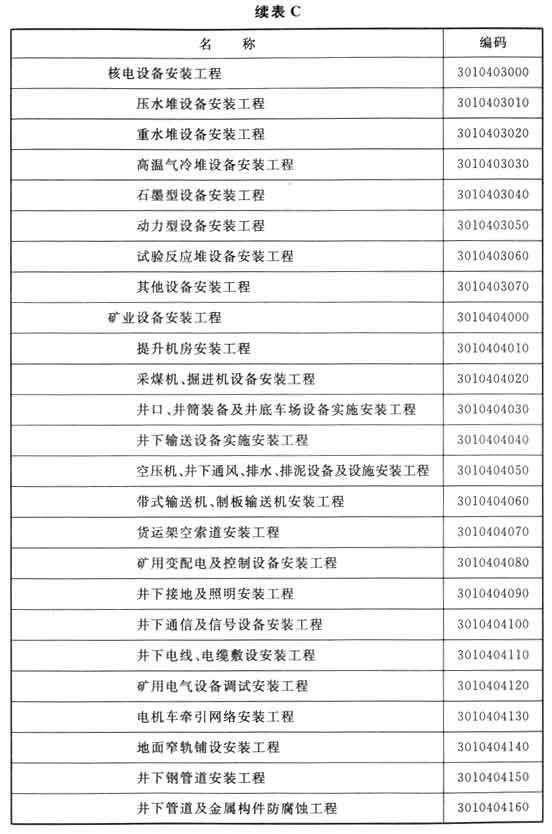 续表 C
名 称 编码
核电设备安装工程 3010403000
压水堆设备安装工程 3010403010
重水堆设备安装工程 3010403020
高温气冷堆设备安装工程 3010403030
石墨型设备安装工程 3010403040
动力型设备安装工程 3010403050
试验反应堆设备安装工程 3010403060
其他设备安装工程 3010403070
矿业设备安装工程 3010404000
提升机房安装工程 3010404010
采煤机、掘进机设备安装工程 3010404020
井口、井筒装备及井底车场设备实施安装工程 3010404030
井下输送设备实施安装工程 3010404040
空压机、井下通风、排水、排泥设备及设施安装工程 3010404050
带式输送机、制板输送机安装工程 3010404060
货运架空索道安装工程 3010404070
矿用变配电及控制设备安装工程 3010404080
井下接地及照明安装工程 3010404090
井下通信及信号设备安装工程 3010404100
井下电线、电缆敷设安装工程 3010404110
矿用电气设备调试安装工程 3010404120
电机车牵引网络安装工程 3010404130
地面窄轨铺设安装工程 3010404140
井下钢管道安装工程 3010404150
井下管道及金属构件防腐蚀工程 3010404160